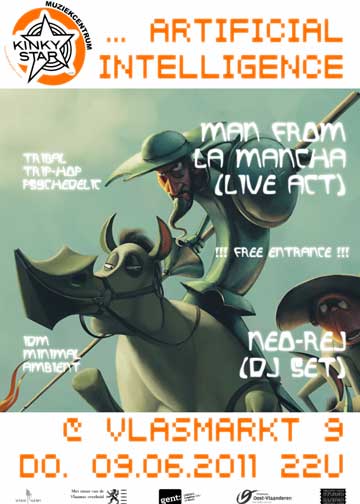 MUZIEKCENTRUM
KINKY
STAR
... ARTIFICIAL
INTELLIGENCE
MAN FROM
LA MANCHA
(LIVE ACT)
TRIBAL
TRIP-HOP
PSYCHEDELIC
!!! FREE ENTRANCE !!!
IDM
MINIMAL
AMBIENT
NEO-REJ
(DJ SET)
@ VLASMARKT 9
DO. 09.06.2011 22U
Met steun van de
Vlaamse overheid
gent:
Oost-Vlaanderen